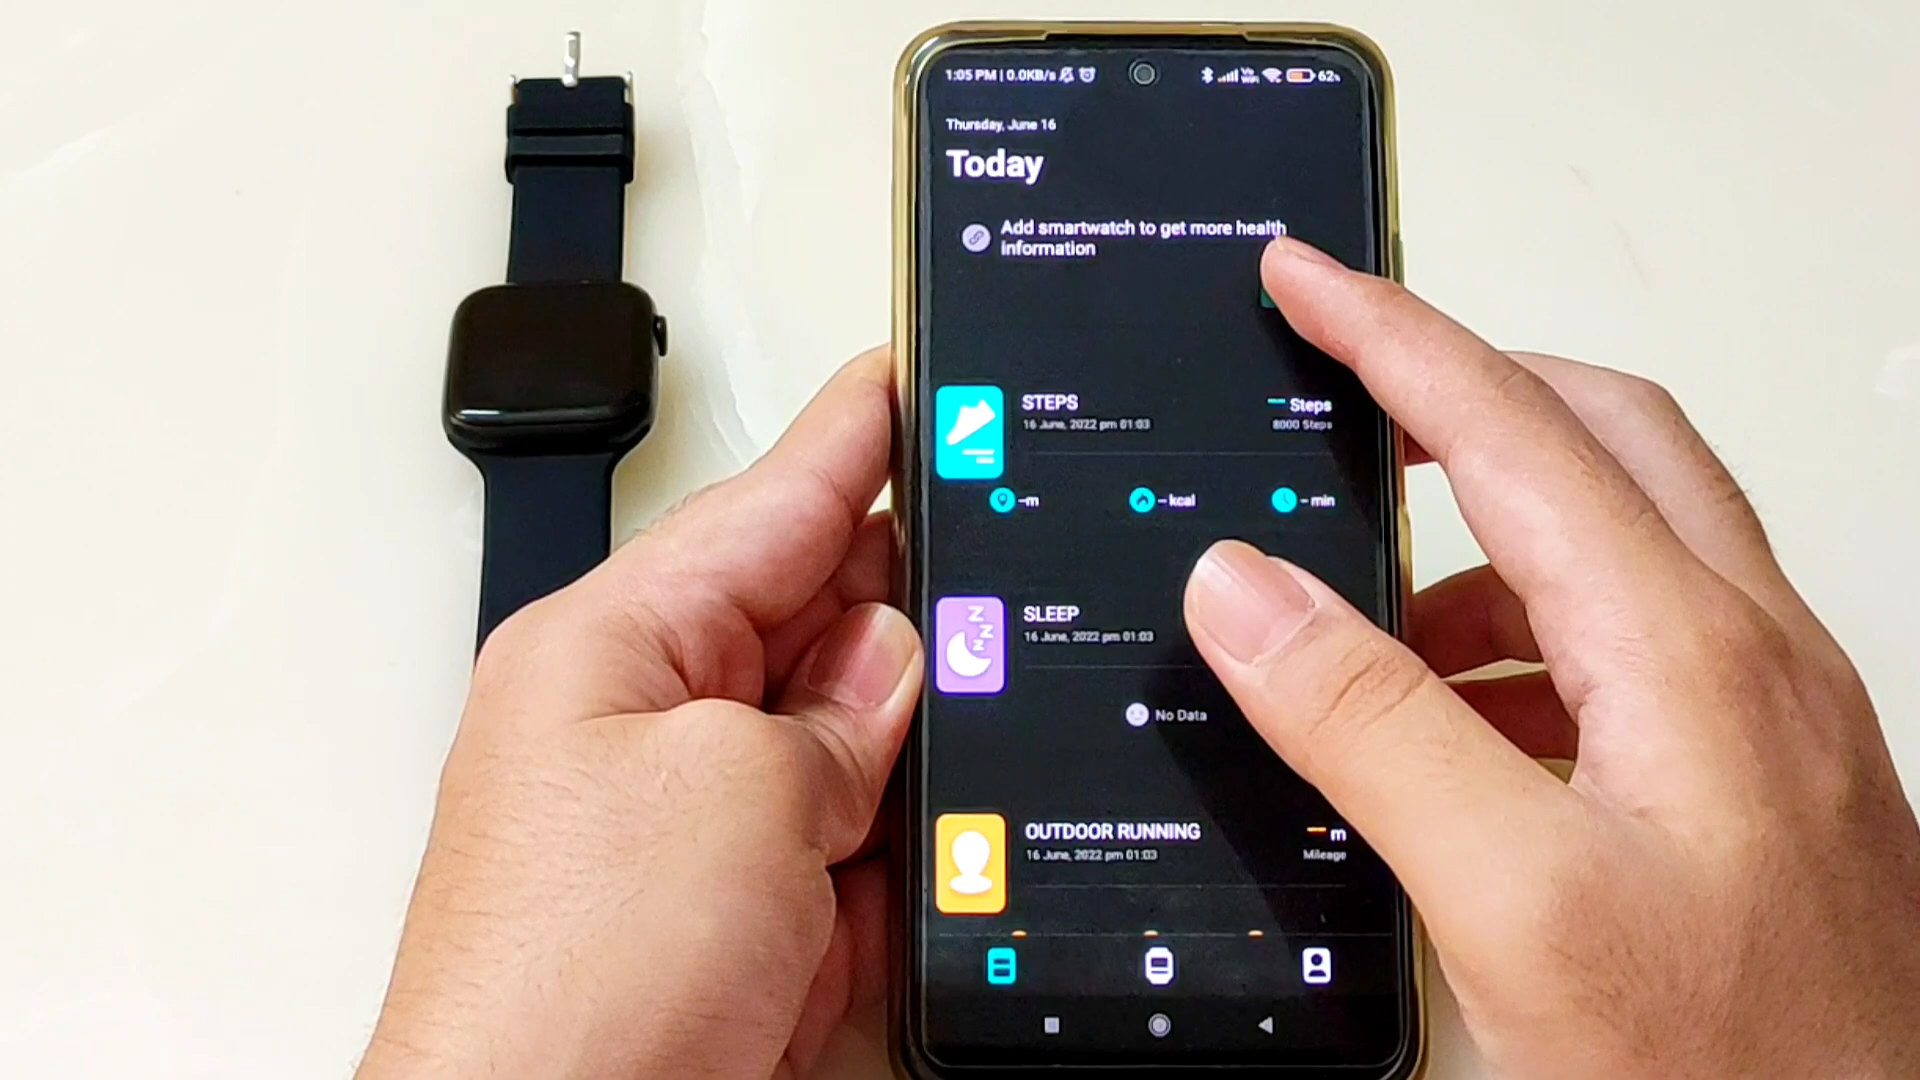 1:05 PM | 0.0KB/s
Vo
WiFi
62%
Thursday, June 16
Today
Add smartwatch to get more health
information
STEPS
Steps
16 June, 2022 pm 01:03
8000 Steps
--m
-- kcal
-- min
SLEEP
16 June, 2022 pm 01:03
No Data
OUTDOOR RUNNING
-- m
16 June, 2022 pm 01:03
Mileage